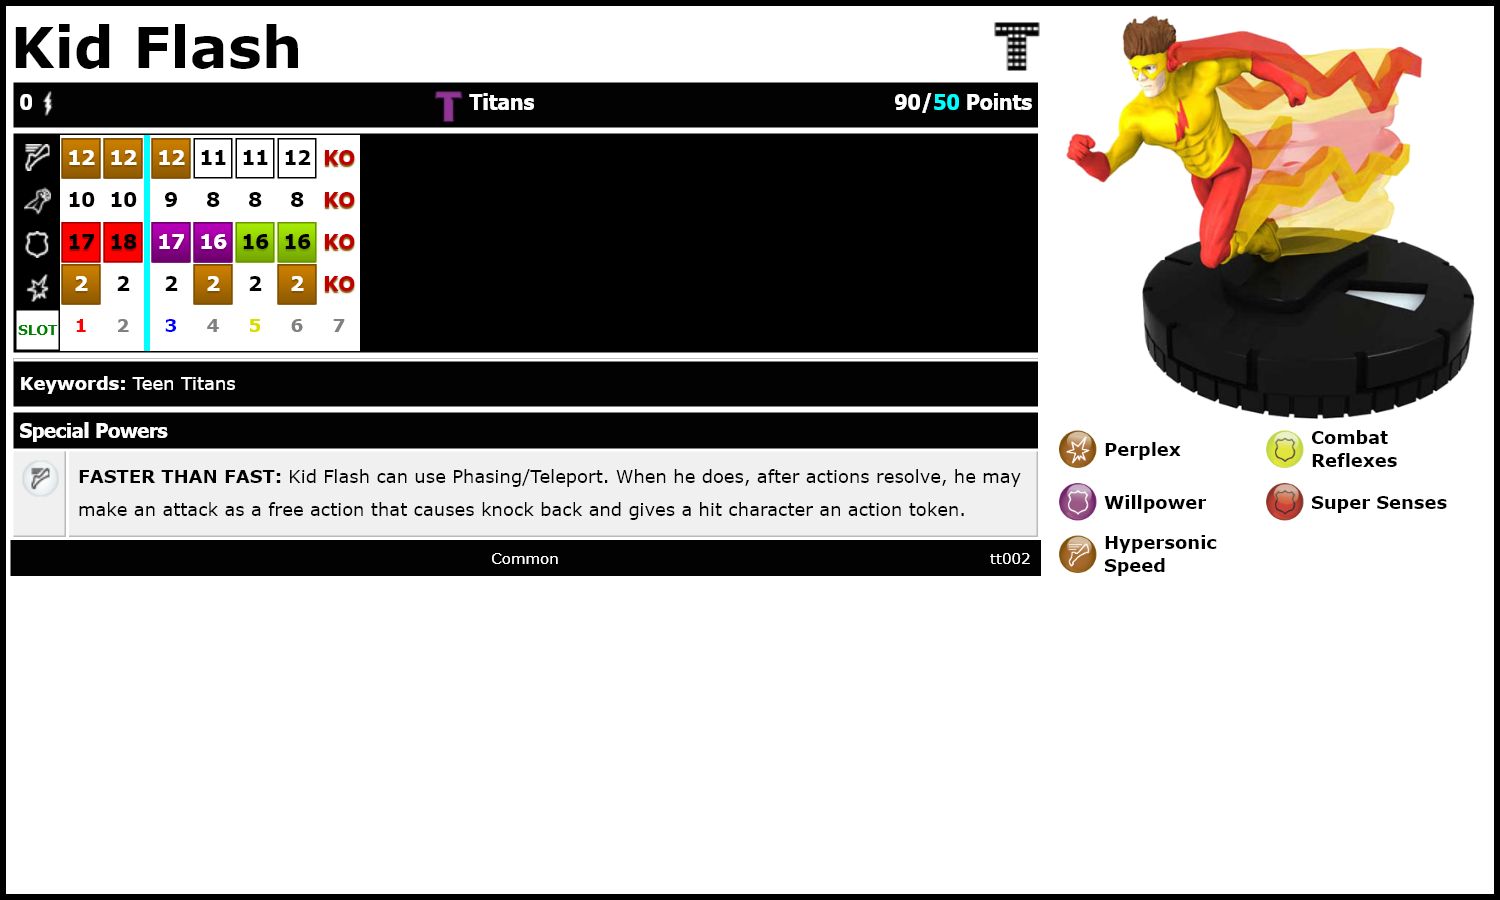 Kid Flash
T
0 T Titans 90/50 Points
12 12 12 11 11 12 KO
10 10 9 8 8 8 KO
17 18 17 16 16 16 KO
2 2 2 2 2 2 KO
SLOT 1 2 3 4 5 6 7
Keywords: Teen Titans
Special Powers
FASTER THAN FAST: Kid Flash can use Phasing/Teleport. When he does, after actions resolve, he may
make an attack as a free action that causes knock back and gives a hit character an action token.
Common tt002
Perplex
Combat
Reflexes
Willpower
Super Senses
Hypersonic
Speed